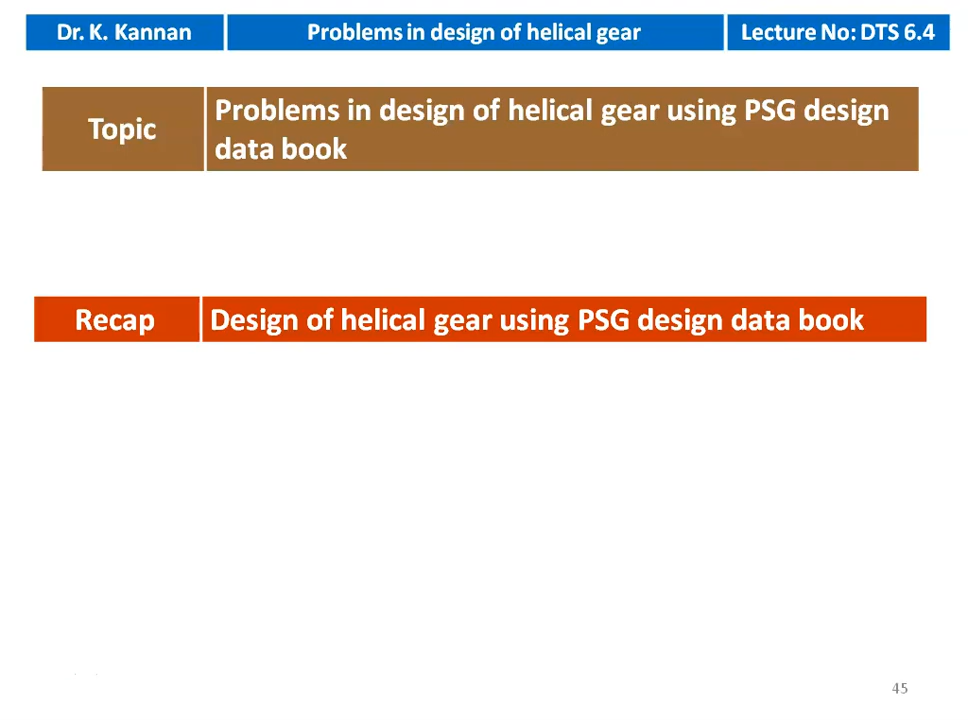 Dr. K. Kannan
Problems in design of helical gear
Lecture No: DTS 6.4
Topic
Problems in design of helical gear using PSG design
data book
Recap
Design of helical gear using PSG design data book
45